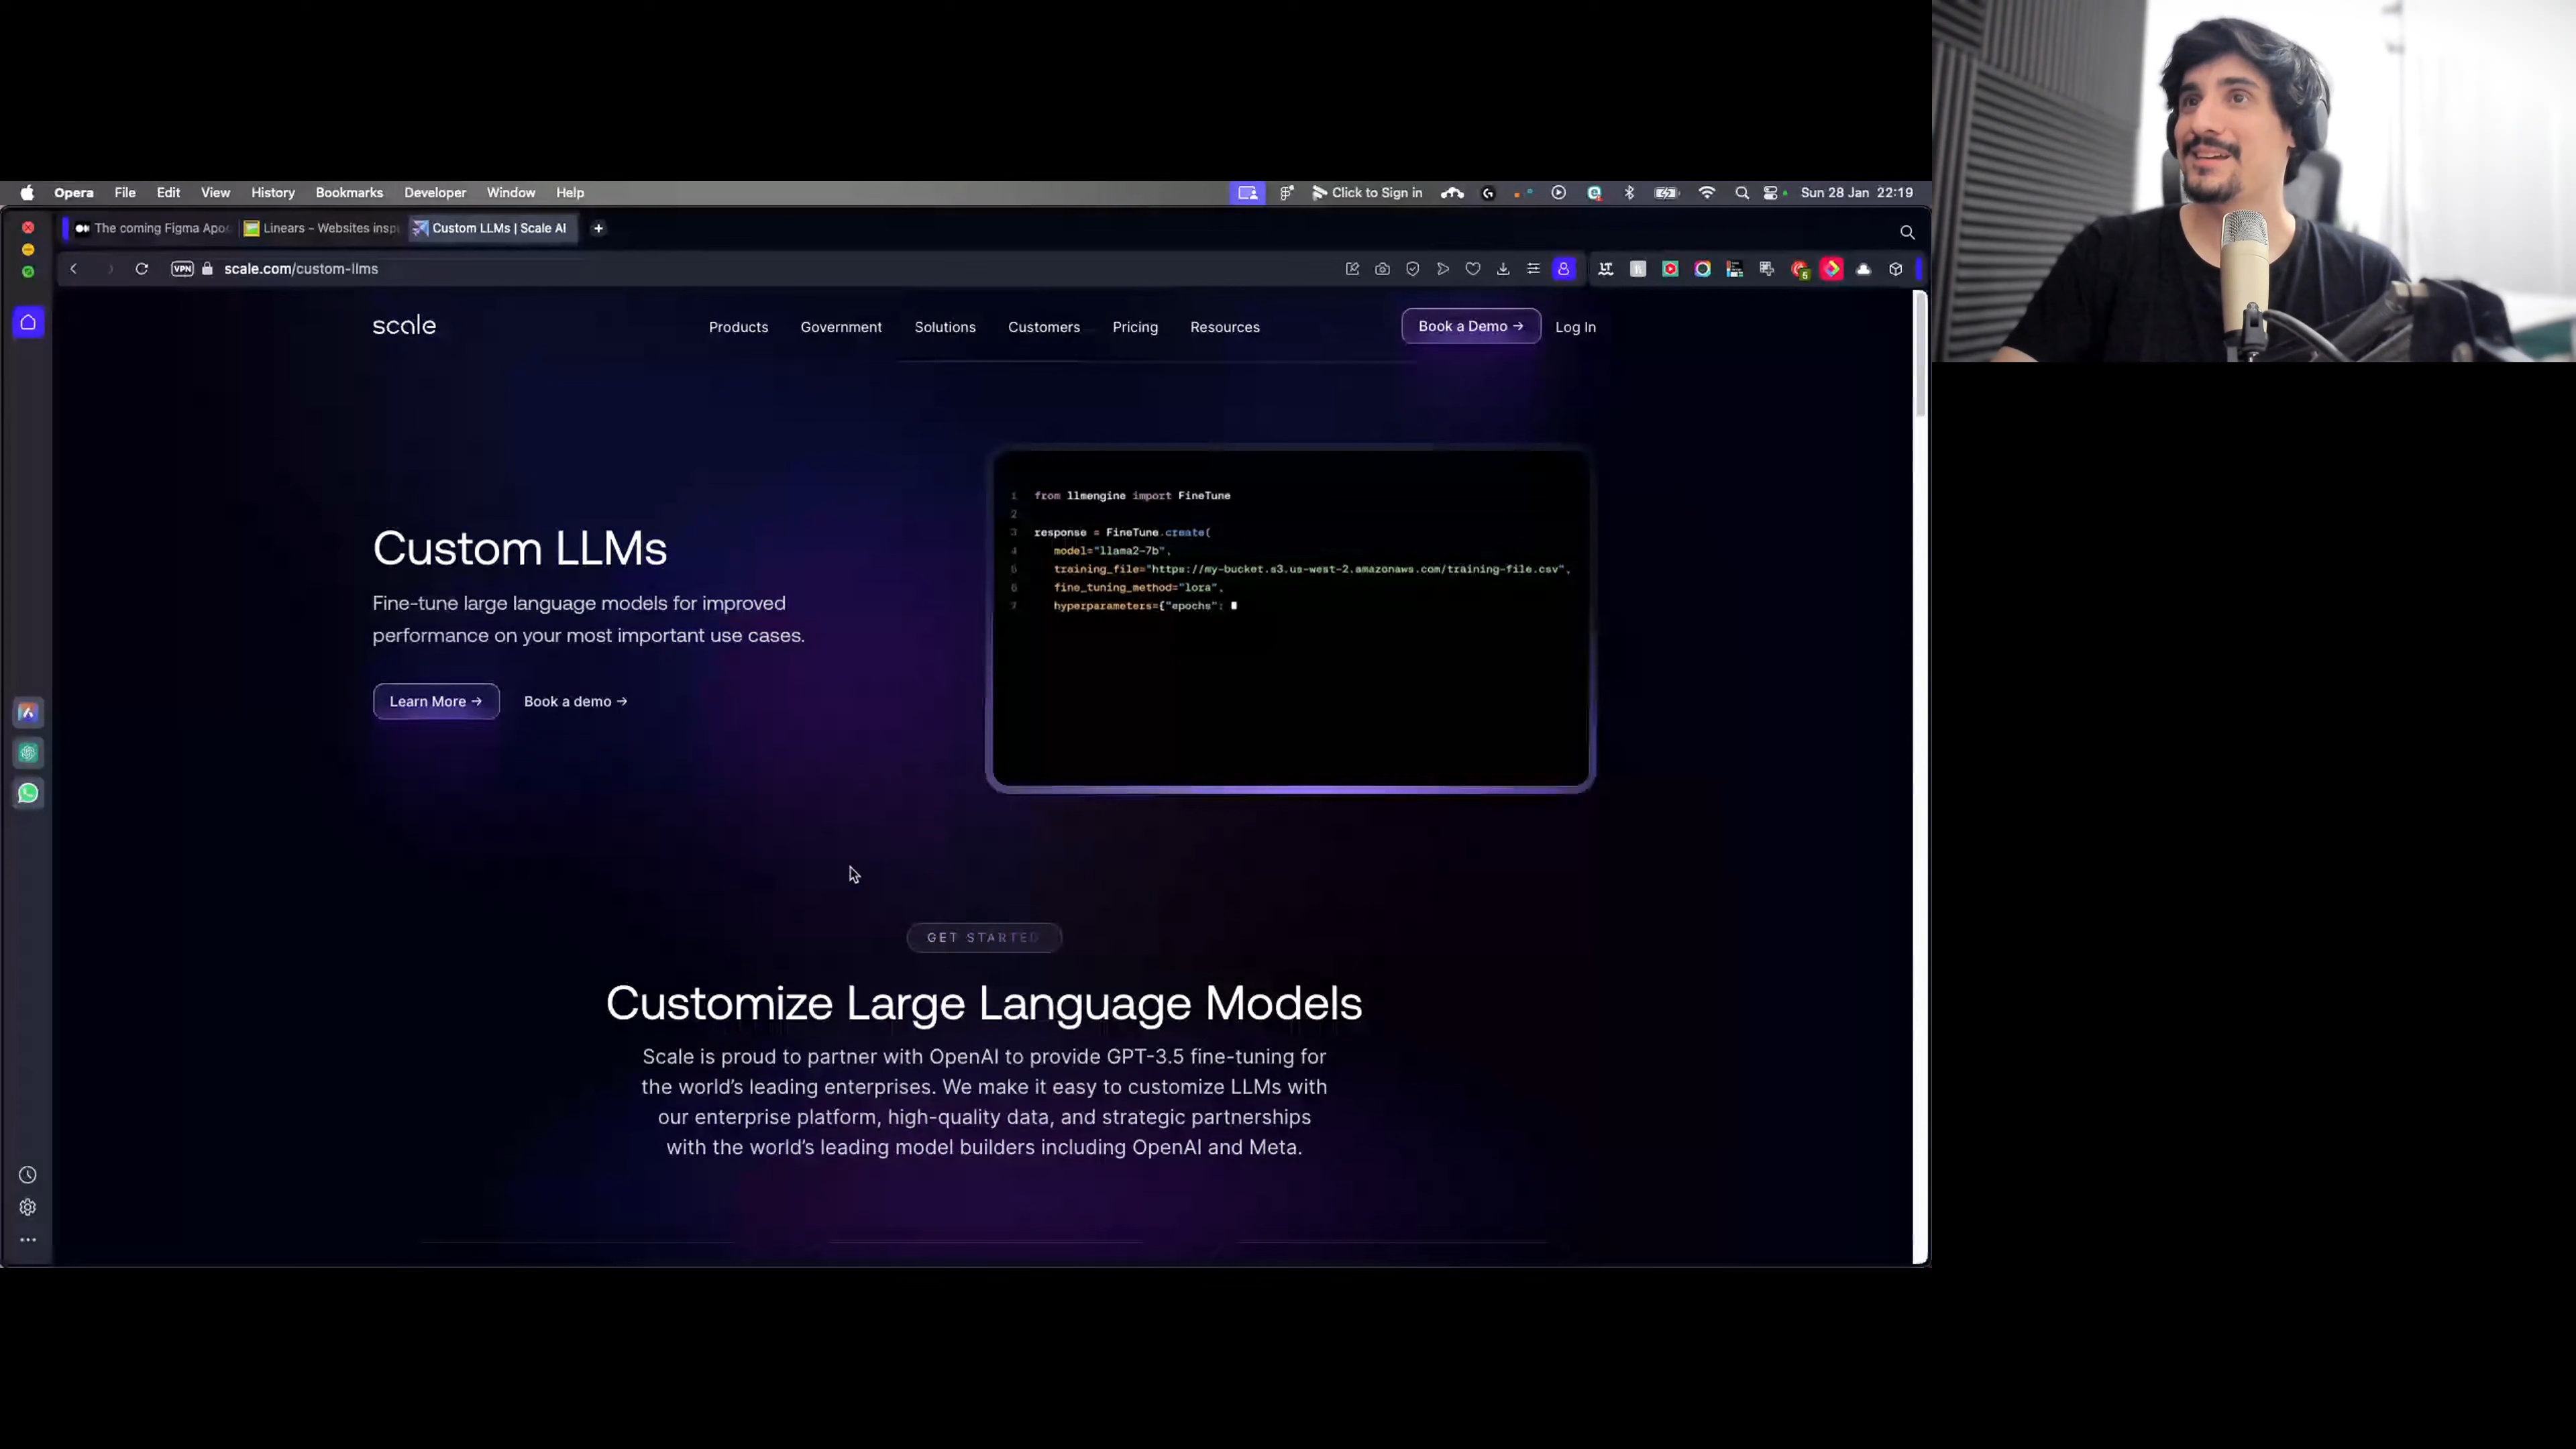 Opera File Edit View History Bookmarks Developer Window Help
Click to Sign in
Sun 28 Jan 22:19
The coming Figma Apo
Linears - Websites insp
Custom LLMs | Scale AI
VPN
scale.com/custom-llms
5
scale
Products Government Solutions Customers Pricing Resources
Book a Demo →
Log In
1 from llmengine import FineTune
2
3 response = FineTune.create(
4 model="llama2-7b",
5 training_file="https://my-bucket.s3.us-west-2.amazonaws.com/training-file.csv",
6 fine_tuning_method="lora",
7 hyperparameters={"epochs":
Custom LLMs
Fine-tune large language models for improved
performance on your most important use cases.
Learn More →
Book a demo →
GET STARTED
Customize Large Language Models
Scale is proud to partner with OpenAI to provide GPT-3.5 fine-tuning for
the world's leading enterprises. We make it easy to customize LLMs with
our enterprise platform, high-quality data, and strategic partnerships
with the world's leading model builders including OpenAI and Meta.